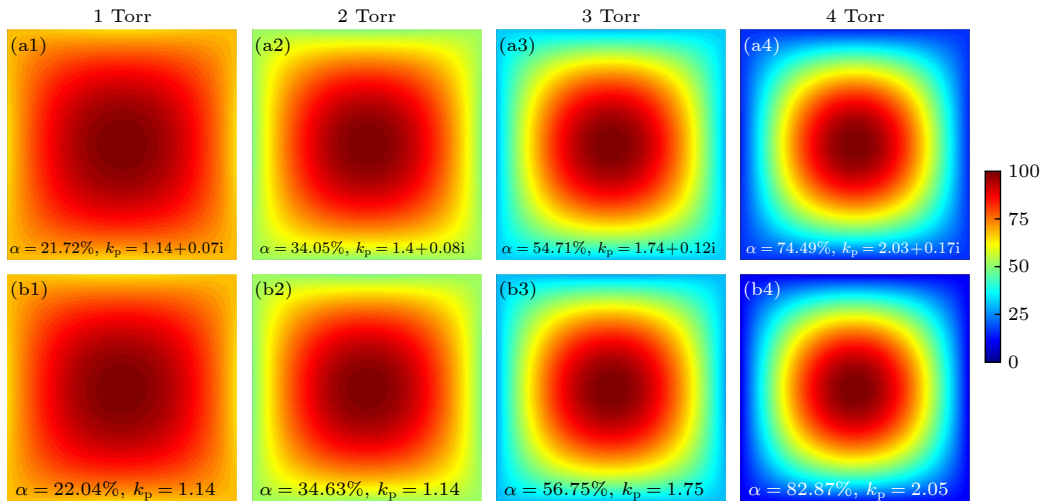 1 Torr 2 Torr 3 Torr 4 Torr
(a1) (a2) (a3) (a4)
α = 21.72%, kp = 1.14+0.07i α = 34.05%, kp = 1.4+0.08i α = 54.71%, kp = 1.74+0.12i α = 74.49%, kp = 2.03+0.17i
(b1) (b2) (b3) (b4)
α = 22.04%, kp = 1.14 α = 34.63%, kp = 1.14 α = 56.75%, kp = 1.75 α = 82.87%, kp = 2.05
100
75
50
25
0